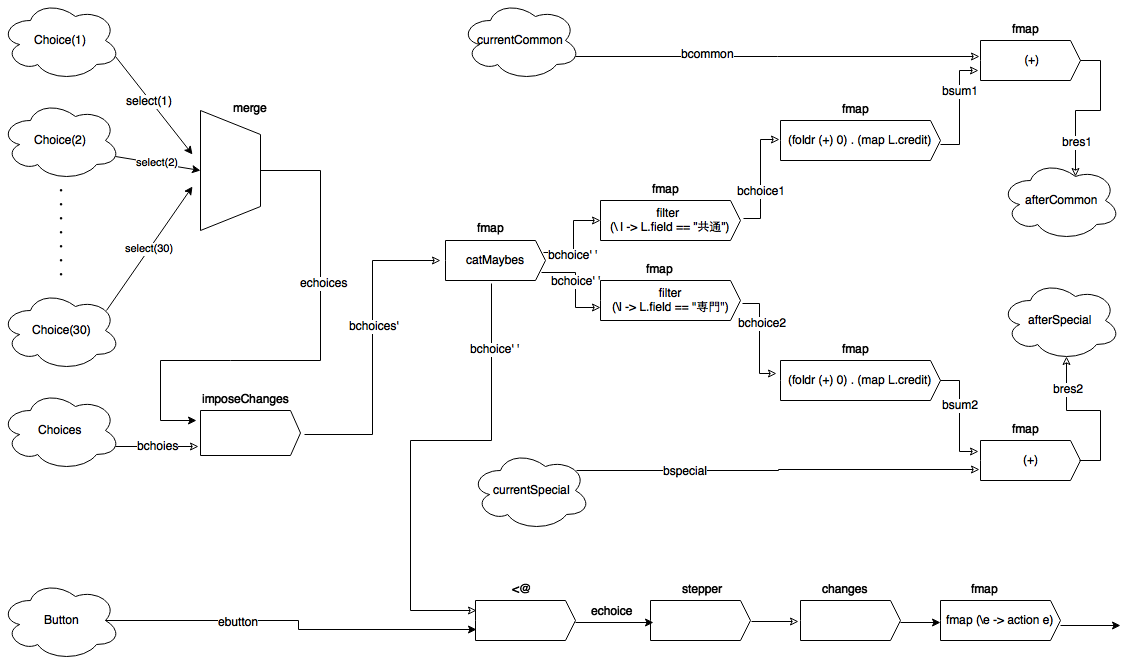 Choice(1)
select(1)
merge
Choice(2)
select(2)
select(30)
Choice(30)
echoices
imposeChanges
Choices
bchoies
bchoices'
currentCommon
bcommon
fmap
(+)
bsum1
fmap
(foldr (+) 0) . (map L.credit)
bres1
afterCommon
bchoice1
fmap
filter
(\ l -> L.field == "共通")
fmap
catMaybes
bchoice' '
bchoice' '
fmap
filter
(\l -> L.field == "専門")
bchoice2
bchoice' '
afterSpecial
fmap
(foldr (+) 0) . (map L.credit)
bres2
bsum2
fmap
(+)
currentSpecial
bspecial
Button
ebutton
<@
echoice
stepper
changes
fmap
fmap (\e -> action e)